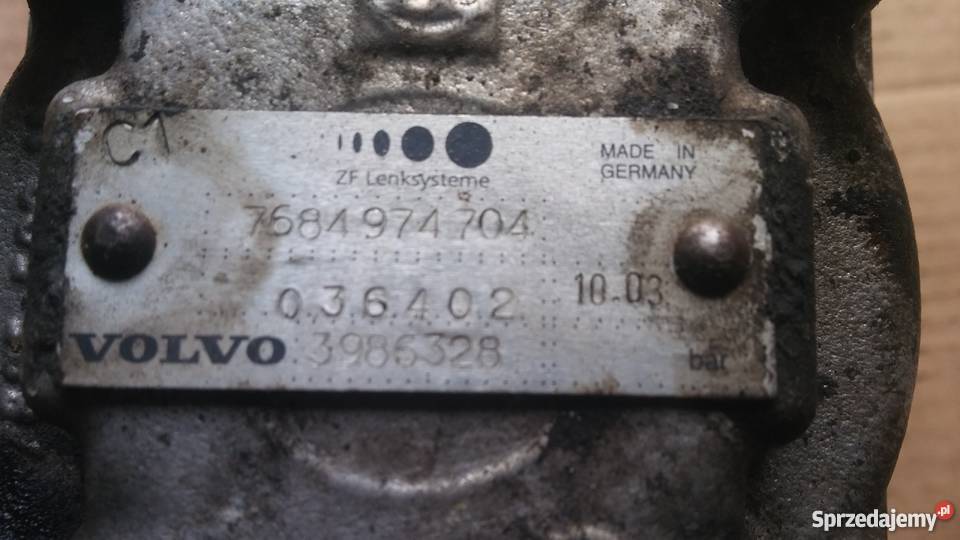 C1
ZF Lenksysteme
MADE IN
GERMANY
7684 974 704
036402
10-03
VOLVO 3986328
bar
Sprzedajemy.pl